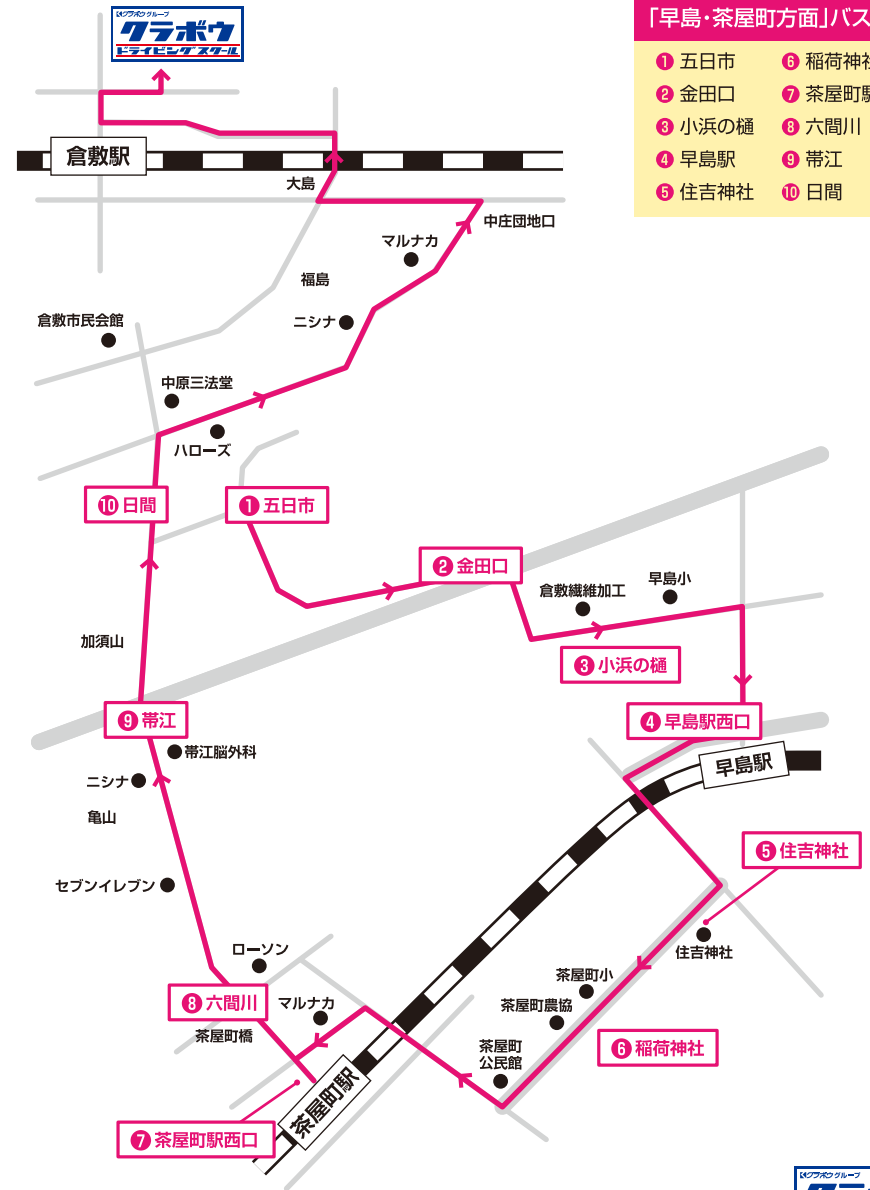 クラボウグループ
クラボウ
ドライビングスクール
「早島・茶屋町方面」バス
❶ 五日市
❷ 金田口
❸ 小浜の樋
❹ 早島駅
❺ 住吉神社
❻ 稲荷神社
❼ 茶屋町駅
❽ 六間川
❾ 帯江
❿ 日間
倉敷駅
大島
中庄団地口
マルナカ
福島
ニシナ
倉敷市民会館
中原三法堂
ハローズ
❿ 日間
❶ 五日市
❷ 金田口
倉敷繊維加工
早島小
❸ 小浜の樋
加須山
❾ 帯江
❹ 早島駅西口
帯江脳外科
早島駅
ニシナ
亀山
❺ 住吉神社
セブンイレブン
住吉神社
ローソン
茶屋町小
❽ 六間川
マルナカ
茶屋町農協
茶屋町橋
茶屋町
公民館
❻ 稲荷神社
茶屋町駅
❼ 茶屋町駅西口
クラボウグループ